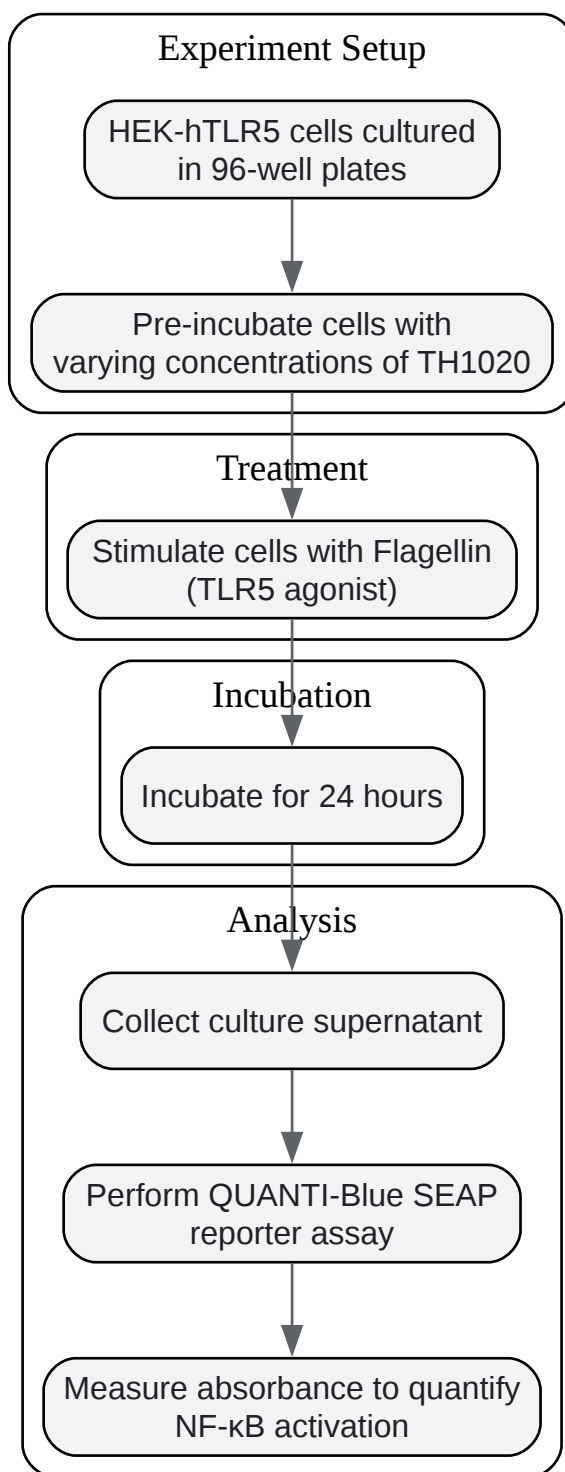 Experiment Setup
HEK-hTLR5 cells cultured
in 96-well plates
Pre-incubate cells with
varying concentrations of TH1020
Treatment
Stimulate cells with Flagellin
(TLR5 agonist)
Incubation
Incubate for 24 hours
Analysis
Collect culture supernatant
Perform QUANTI-Blue SEAP
reporter assay
Measure absorbance to quantify
NF-κB activation